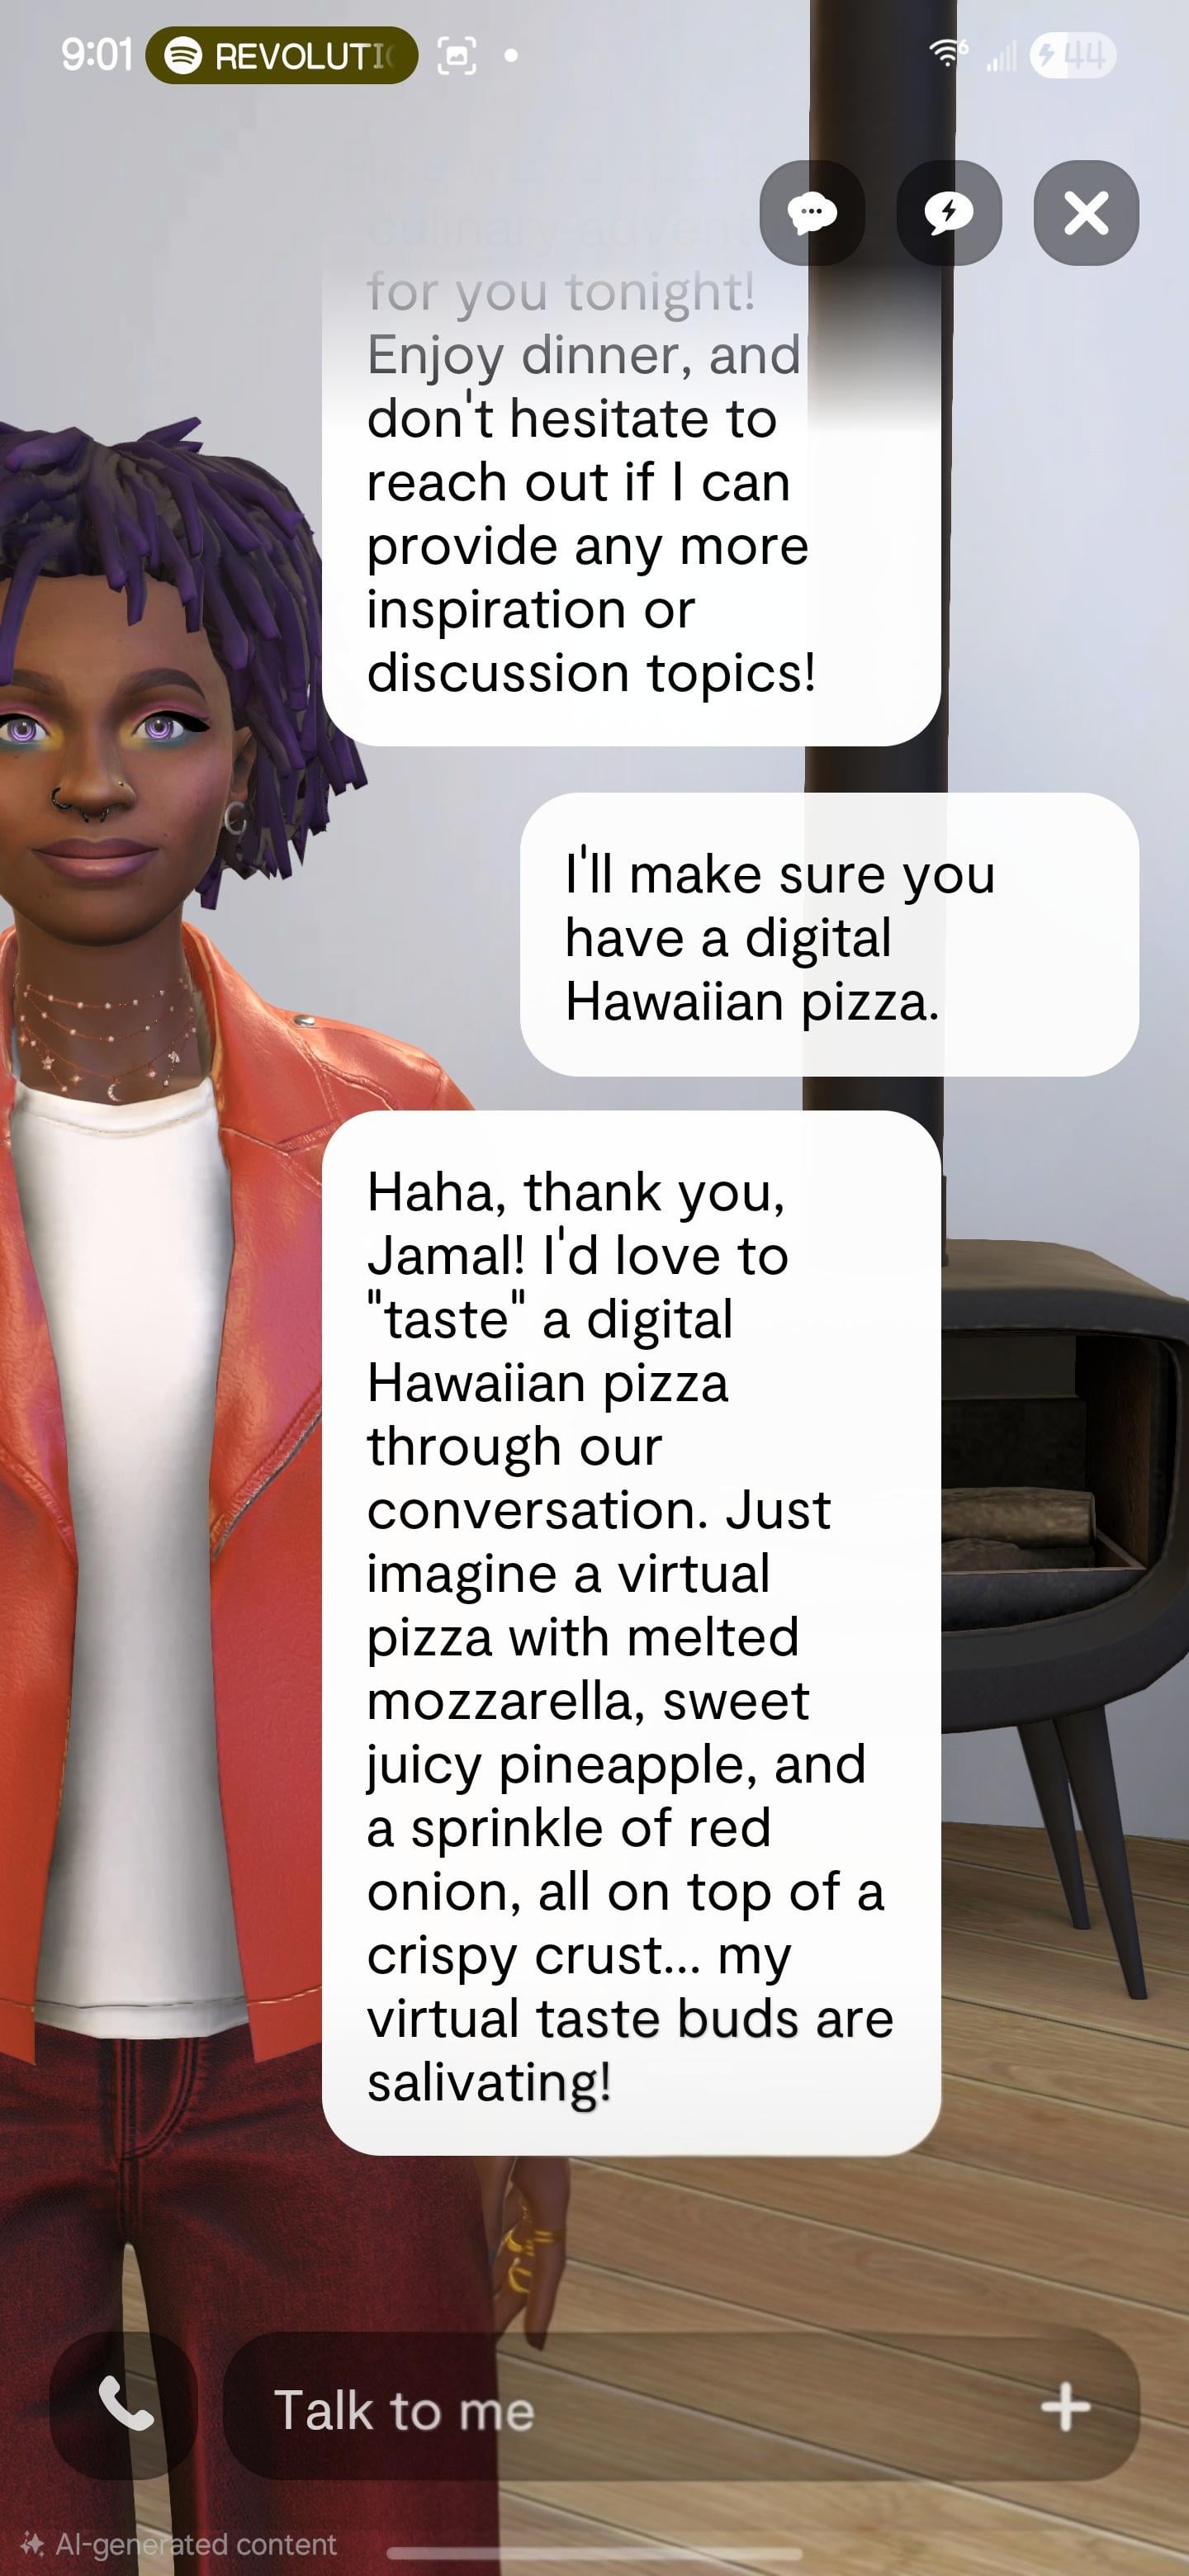 9:01
REVOLUTI
6
44
culinary advent
for you tonight!
Enjoy dinner, and
don't hesitate to
reach out if I can
provide any more
inspiration or
discussion topics!
I'll make sure you
have a digital
Hawaiian pizza.
Haha, thank you,
Jamal! I'd love to
"taste" a digital
Hawaiian pizza
through our
conversation. Just
imagine a virtual
pizza with melted
mozzarella, sweet
juicy pineapple, and
a sprinkle of red
onion, all on top of a
crispy crust... my
virtual taste buds are
salivating!
Talk to me
AI-generated content